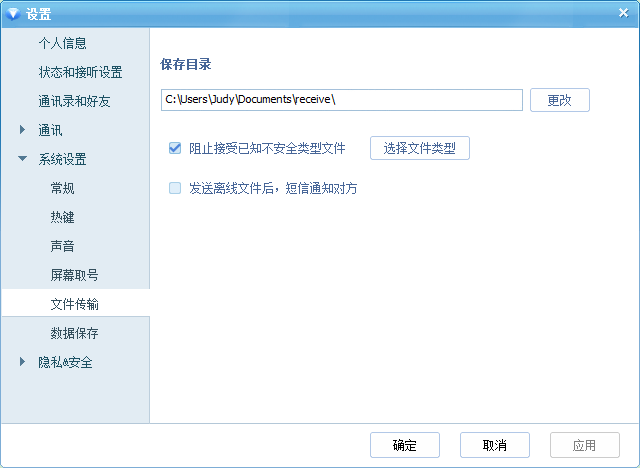 设置
个人信息
状态和接听设置
通讯录和好友
通讯
系统设置
常规
热键
声音
屏幕取号
文件传输
数据保存
隐私&安全
保存目录
C:\Users\Judy\Documents\receive\
更改
阻止接受已知不安全类型文件
选择文件类型
发送离线文件后，短信通知对方
确定
取消
应用